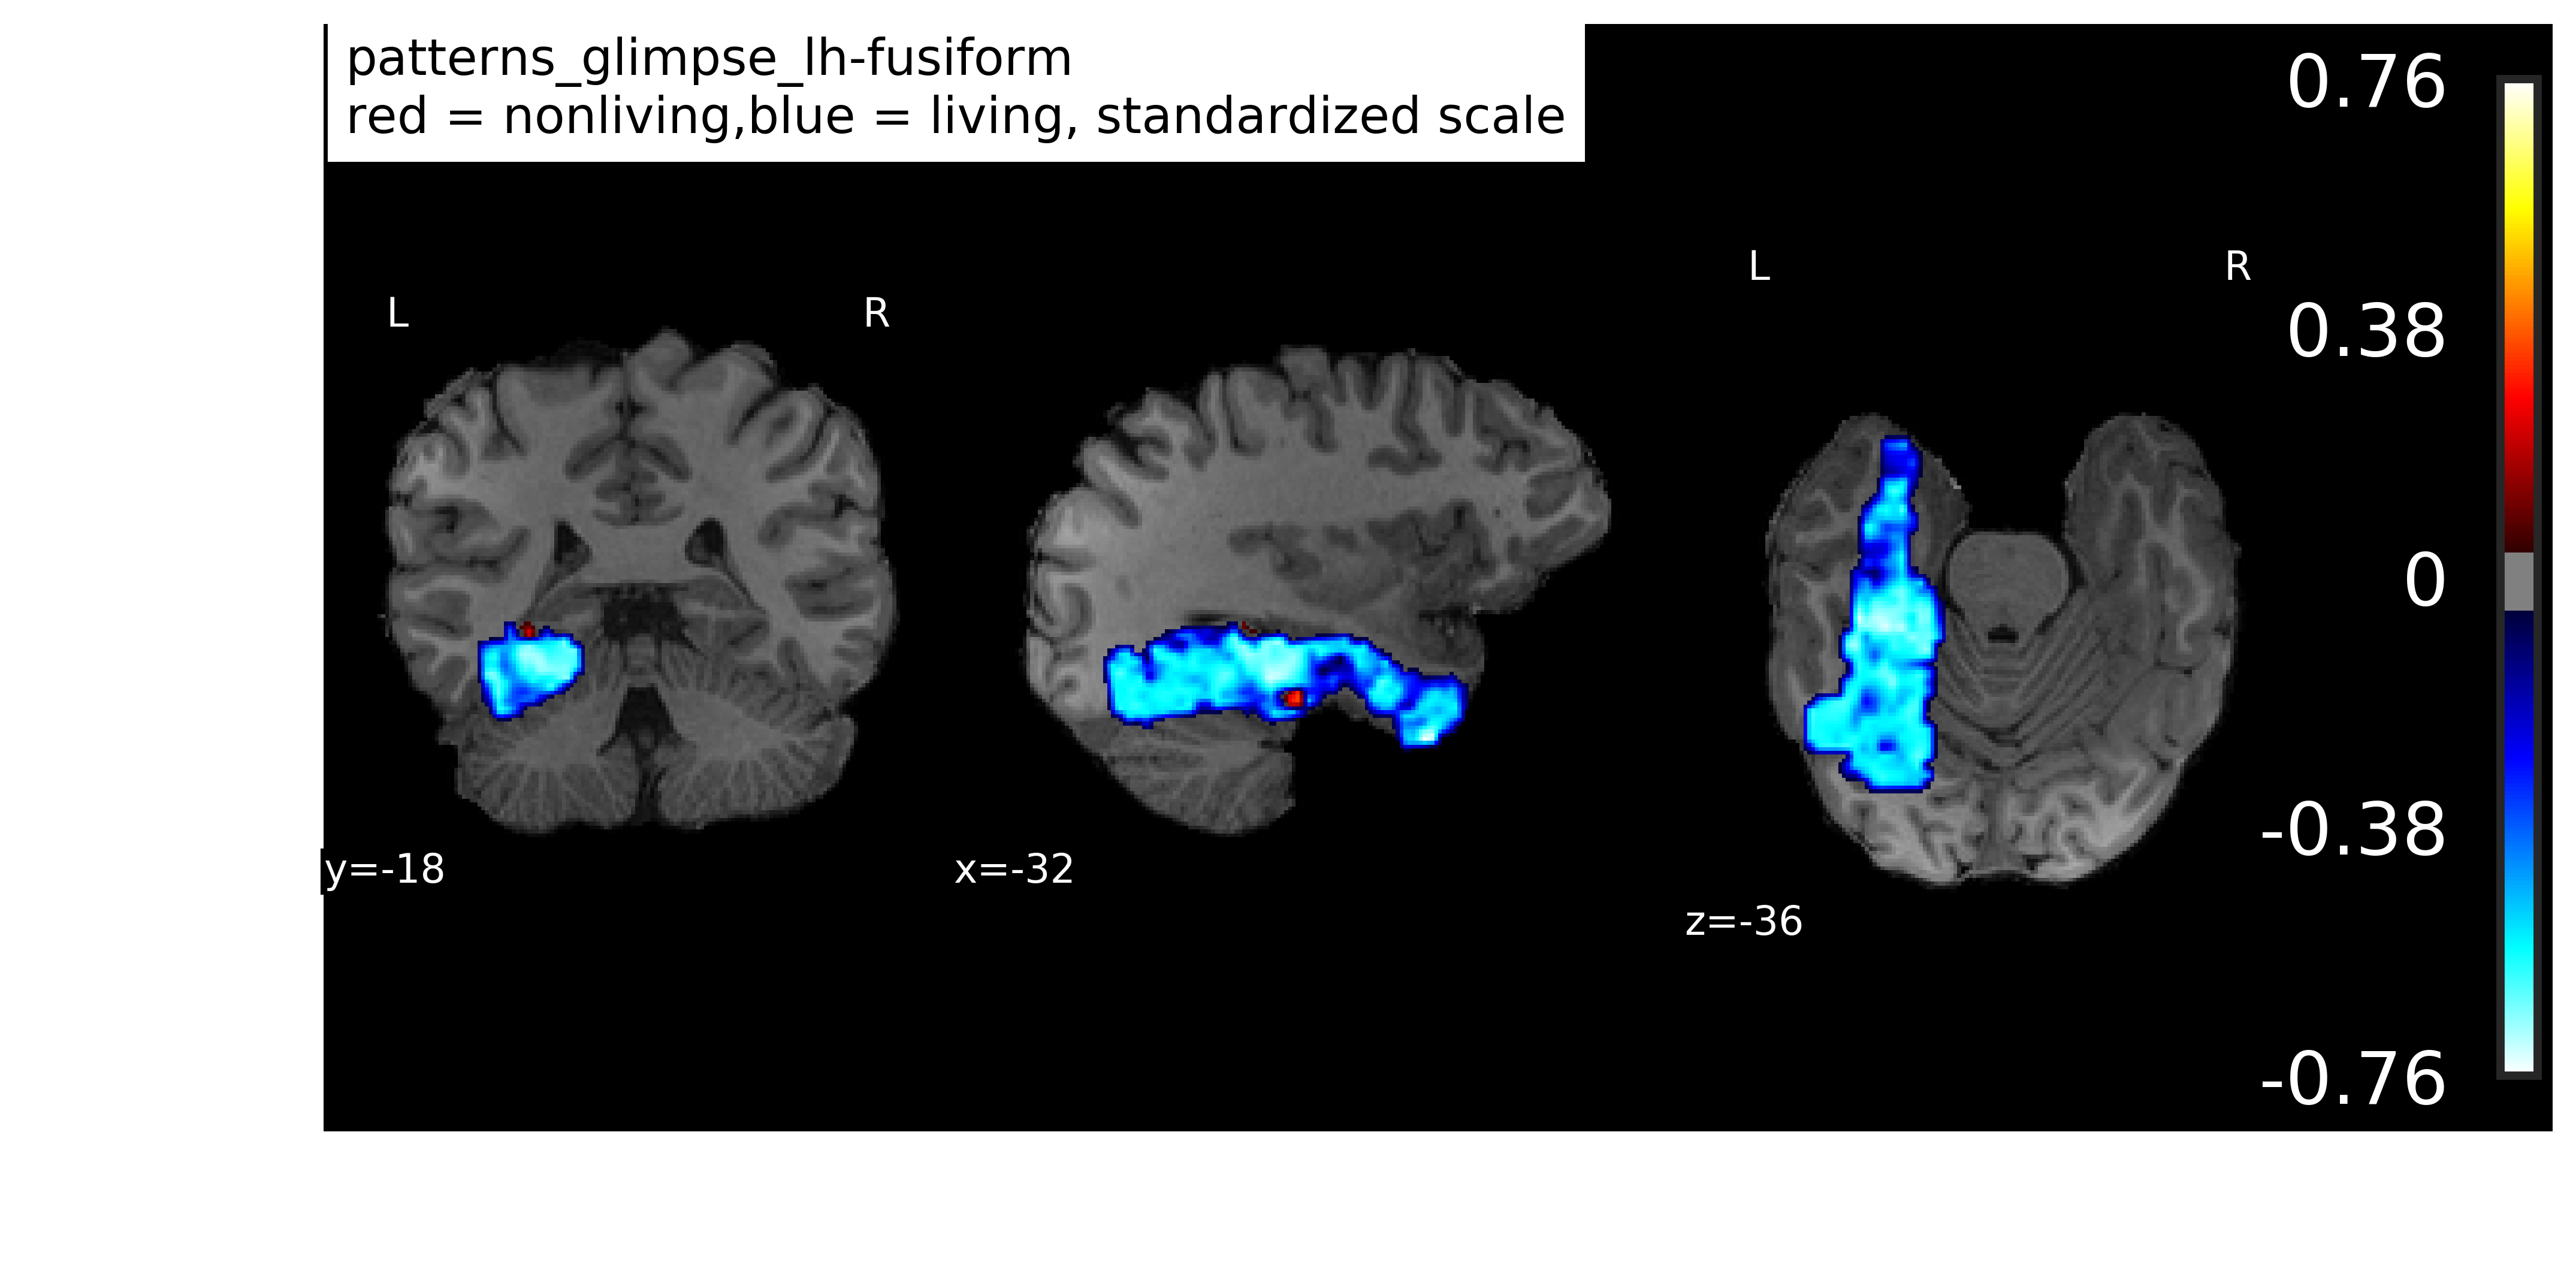 patterns_glimpse_lh-fusiform
red = nonliving,blue = living, standardized scale
0.76
L R
L R
0.38
0
-0.38
y=-18
x=-32
z=-36
-0.76